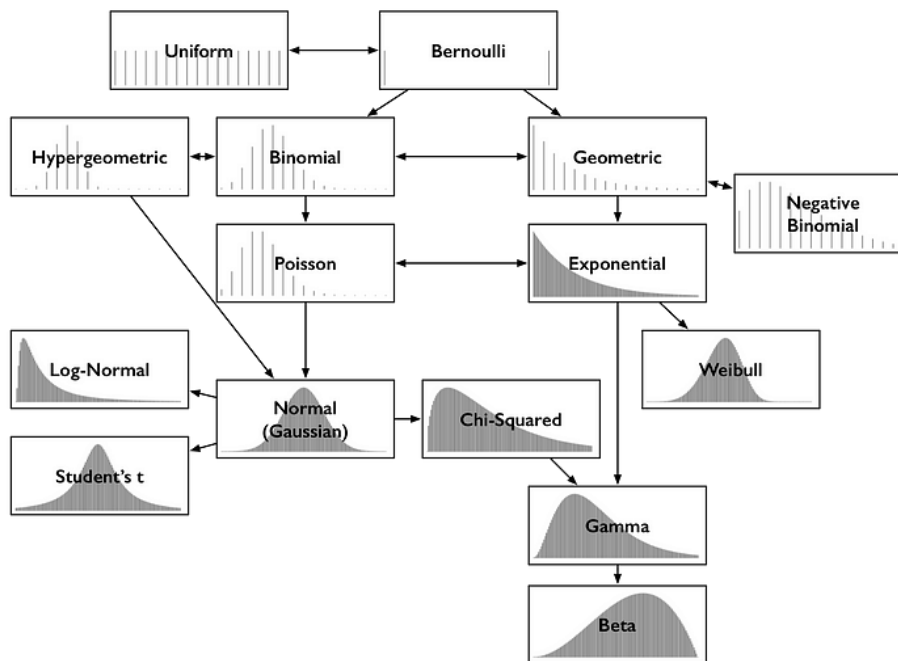 Uniform
Bernoulli
Hypergeometric
Binomial
Geometric
Negative
Binomial
Poisson
Exponential
Log-Normal
Weibull
Normal
(Gaussian)
Chi-Squared
Student's t
Gamma
Beta